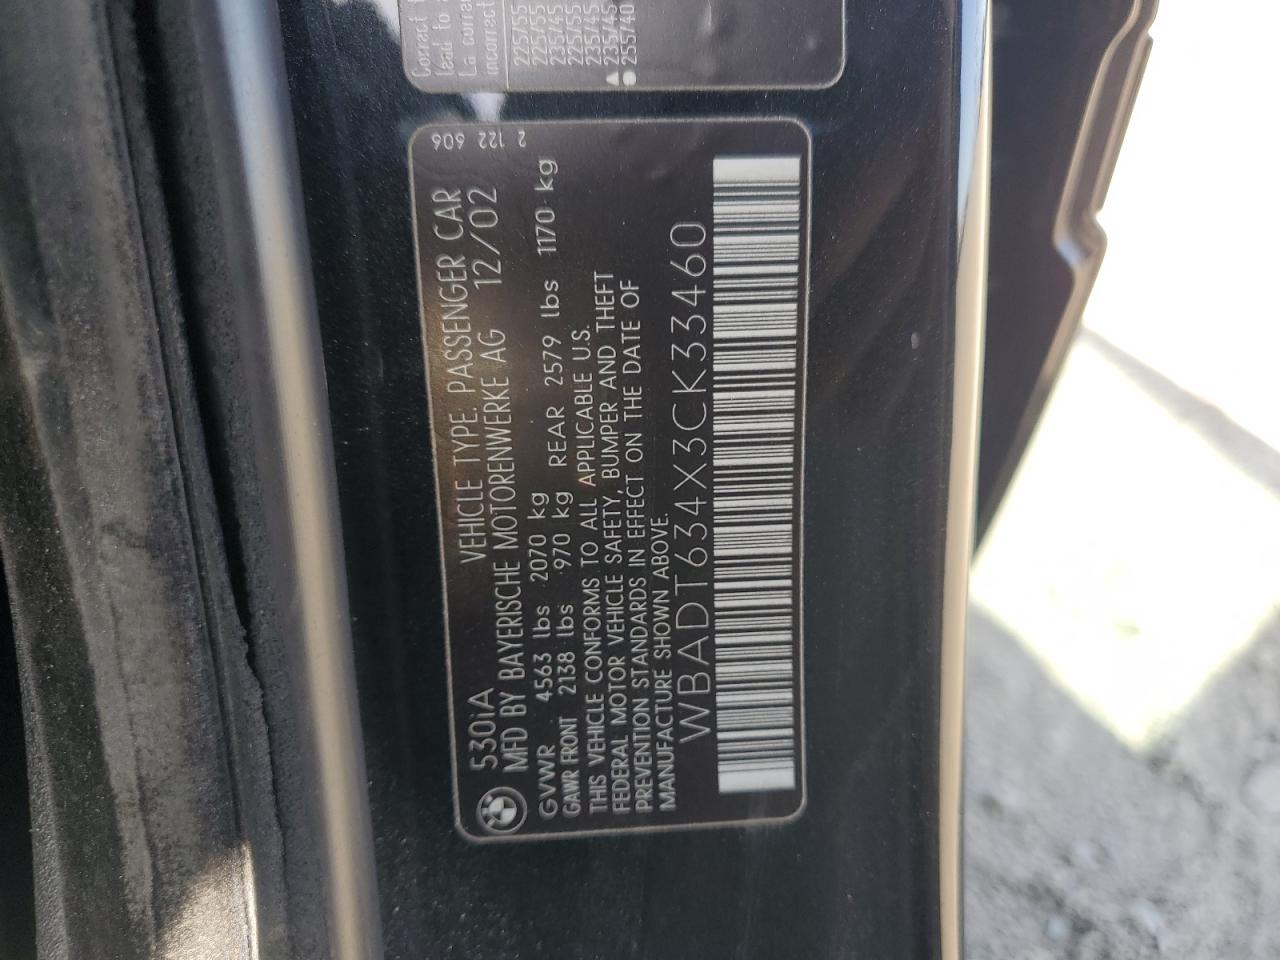 Correct
lead to
La
incorrect
225/55
225/55
235/45
225/55
235/45
235/45
255/40
2 122 606
530iA VEHICLE TYPE. PASSENGER CAR
MFD BY BAYERISCHE MOTORENWERKE AG 12/02
GVWR 4563 lbs 2070 kg
GAWR FRONT 2138 lbs 970 kg REAR 2579 lbs 1170 kg
THIS VEHICLE CONFORMS TO ALL APPLICABLE U.S.
FEDERAL MOTOR VEHICLE SAFETY, BUMPER AND THEFT
PREVENTION STANDARDS IN EFFECT ON THE DATE OF
MANUFACTURE SHOWN ABOVE.
WBADT634X3CK33460